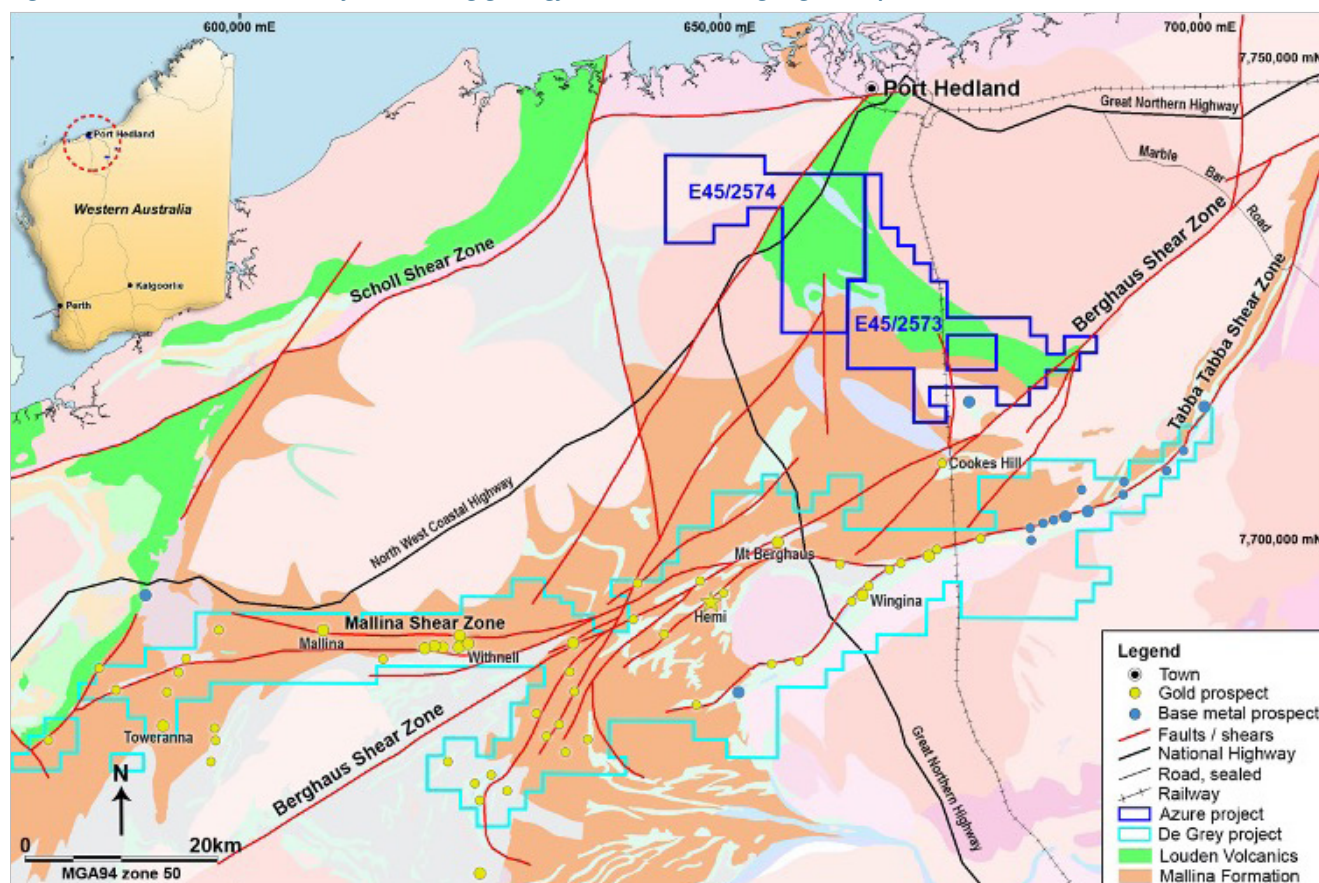 600,000 mE
650,000 mE
700,000 mE
7,750,000 mN
Port Hedland
Great Northern Highway
Port Hedland
Western Australia
Kalgoorlie
Perth
Marble
Bar
Road
E45/2574
E45/2573
Scholl Shear Zone
Berghaus Shear Zone
Tabba Tabba Shear Zone
North West Coastal Highway
Cookes Hill
7,700,000 mN
Mt Berghaus
Hemi
Wingina
Mallina Shear Zone
Mallina
Withnell
Toweranna
Berghaus Shear Zone
Great Northern Highway
N
0
20km
MGA94 zone 50
Legend
Town
Gold prospect
Base metal prospect
Faults / shears
National Highway
Road, sealed
Railway
Azure project
De Grey project
Louden Volcanics
Mallina Formation